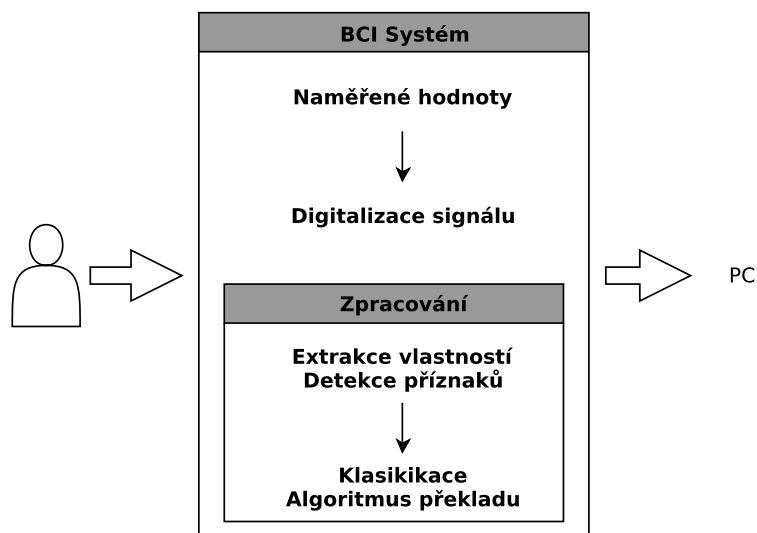 BCI Systém
Naměřené hodnoty
Digitalizace signálu
PC
Zpracování
Extrakce vlastností
Detekce příznaků
Klasikikace
Algoritmus překladu